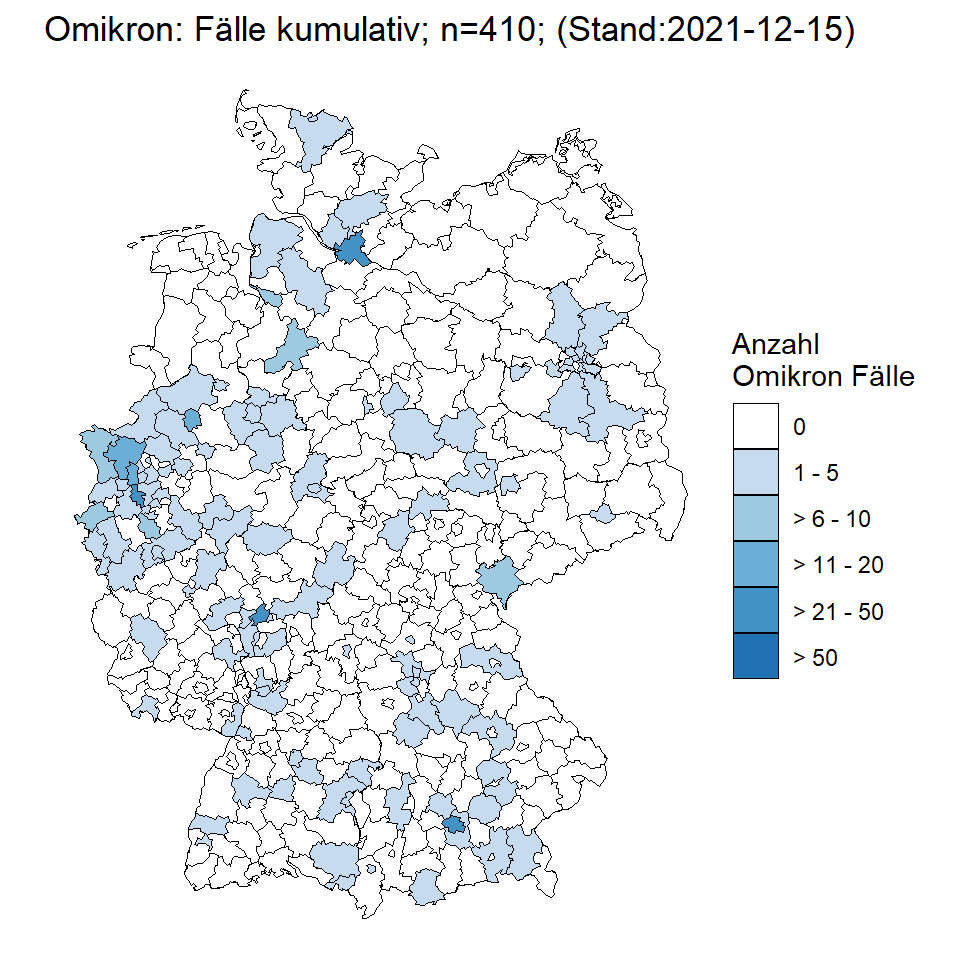 Omikron: Fälle kumulativ; n=410; (Stand:2021-12-15)
Anzahl
Omikron Fälle
0
1 - 5
> 6 - 10
> 11 - 20
> 21 - 50
> 50